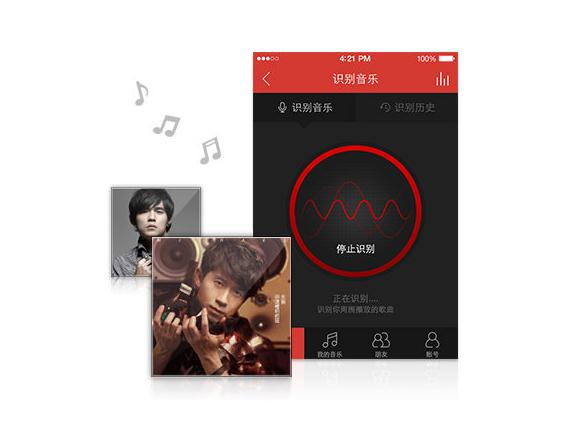 4:21 PM
100%
识别音乐
识别音乐
识别历史
停止识别
正在识别....
识别你周围播放的歌曲
我的音乐
朋友
帐号